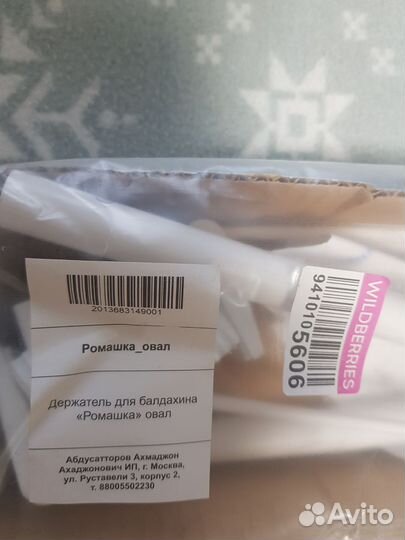 2013683149001
Ромашка_овал
Держатель для балдахина
«Ромашка» овал
Абдусатторов Ахмаджон
Ахаджонович ИП, г. Москва,
ул. Руставели 3, корпус 2,
т. 88005502230
WILDBERRIES
9410105606
Avito